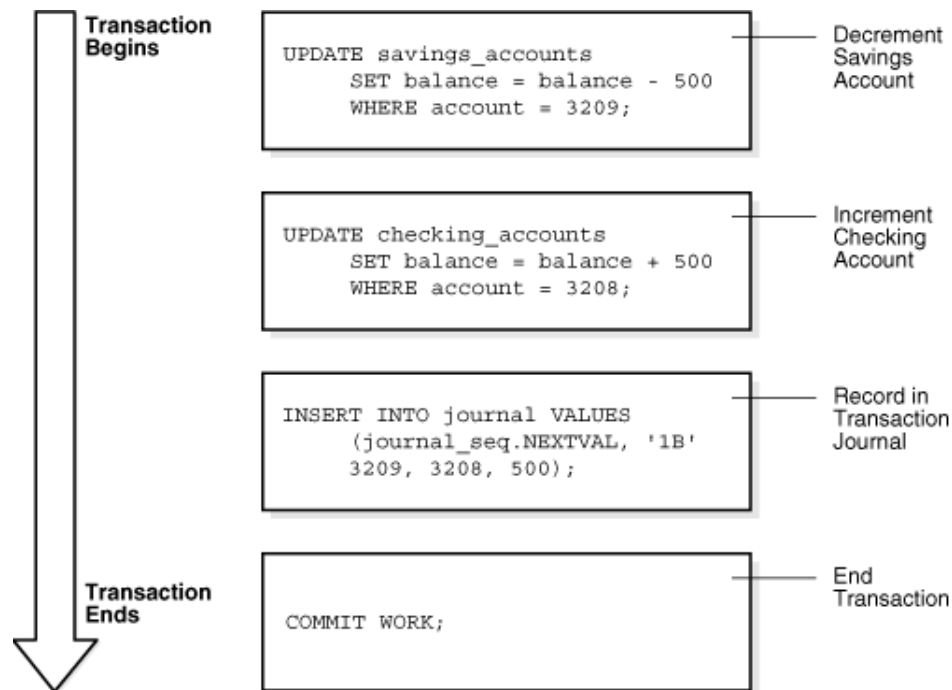 Transaction
Begins
UPDATE savings_accounts
SET balance = balance - 500
WHERE account = 3209;
Decrement
Savings
Account
UPDATE checking_accounts
SET balance = balance + 500
WHERE account = 3208;
Increment
Checking
Account
INSERT INTO journal VALUES
(journal_seq.NEXTVAL, '1B'
3209, 3208, 500);
Record in
Transaction
Journal
Transaction
Ends
COMMIT WORK;
End
Transaction